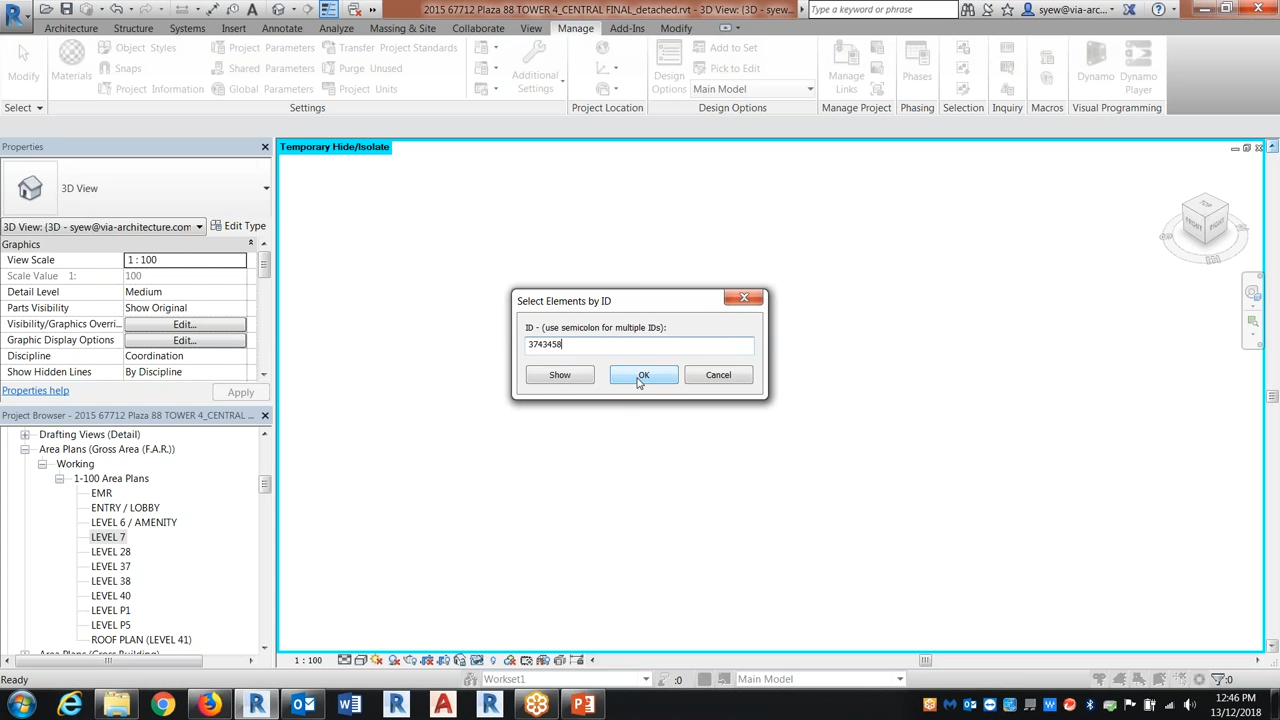 2015 67712 Plaza 88 TOWER 4_CENTRAL FINAL_detached.rvt - 3D View: {3D - syew@via-architecture...
Type a keyword or phrase
syew@via-arc...
Architecture Structure Systems Insert Annotate Analyze Massing & Site Collaborate View Manage Add-Ins Modify
Modify
Materials
Object Styles
Snaps
Project Information
Project Parameters
Shared Parameters
Global Parameters
Transfer Project Standards
Purge Unused
Project Units
Additional Settings
Design Options
Add to Set
Pick to Edit
Main Model
Manage Links
Phases
Dynamo
Dynamo Player
Select
Settings
Project Location
Design Options
Manage Project
Phasing
Selection
Inquiry
Macros
Visual Programming
Properties
3D View
3D View: {3D - syew@via-architecture.com
Edit Type
Graphics
View Scale 1 : 100
Scale Value 1: 100
Detail Level Medium
Parts Visibility Show Original
Visibility/Graphics Overri... Edit...
Graphic Display Options Edit...
Discipline Coordination
Show Hidden Lines By Discipline
Properties help
Apply
Project Browser - 2015 67712 Plaza 88 TOWER 4_CENTRAL ...
Drafting Views (Detail)
Area Plans (Gross Area (F.A.R.))
Working
1-100 Area Plans
EMR
ENTRY / LOBBY
LEVEL 6 / AMENITY
LEVEL 7
LEVEL 28
LEVEL 37
LEVEL 38
LEVEL 40
LEVEL P1
LEVEL P5
ROOF PLAN (LEVEL 41)
Temporary Hide/Isolate
TOP
FRONT
RIGHT
Select Elements by ID
ID - (use semicolon for multiple IDs):
3743458
Show
OK
Cancel
1 : 100
Ready
Workset1
:0
Main Model
:0
12:46 PM
13/12/2018